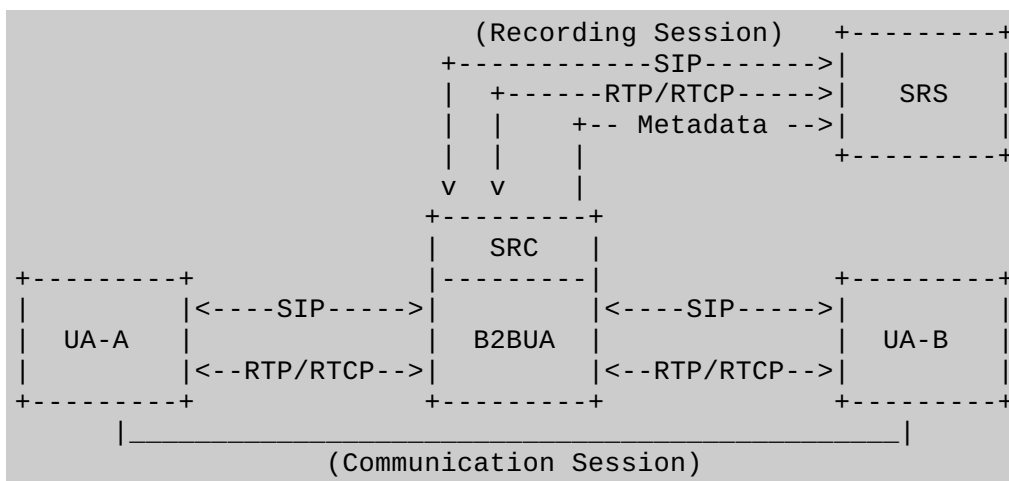 (Recording Session)   +---------+
                          +------------SIP------->|         |
                          |  +------RTP/RTCP----->|   SRS   |
                          |  |    +-- Metadata -->|         |
                          |  |    |               +---------+
                          v  v    |
                         +---------+
                         |   SRC   |
+---------+              |---------|              +---------+
|         |<----SIP----->|         |<----SIP----->|         |
|  UA-A   |              |  B2BUA  |              |  UA-B   |
|         |<--RTP/RTCP-->|         |<--RTP/RTCP-->|         |
+---------+              +---------+              +---------+
      |_______________________________________________|
                   (Communication Session)